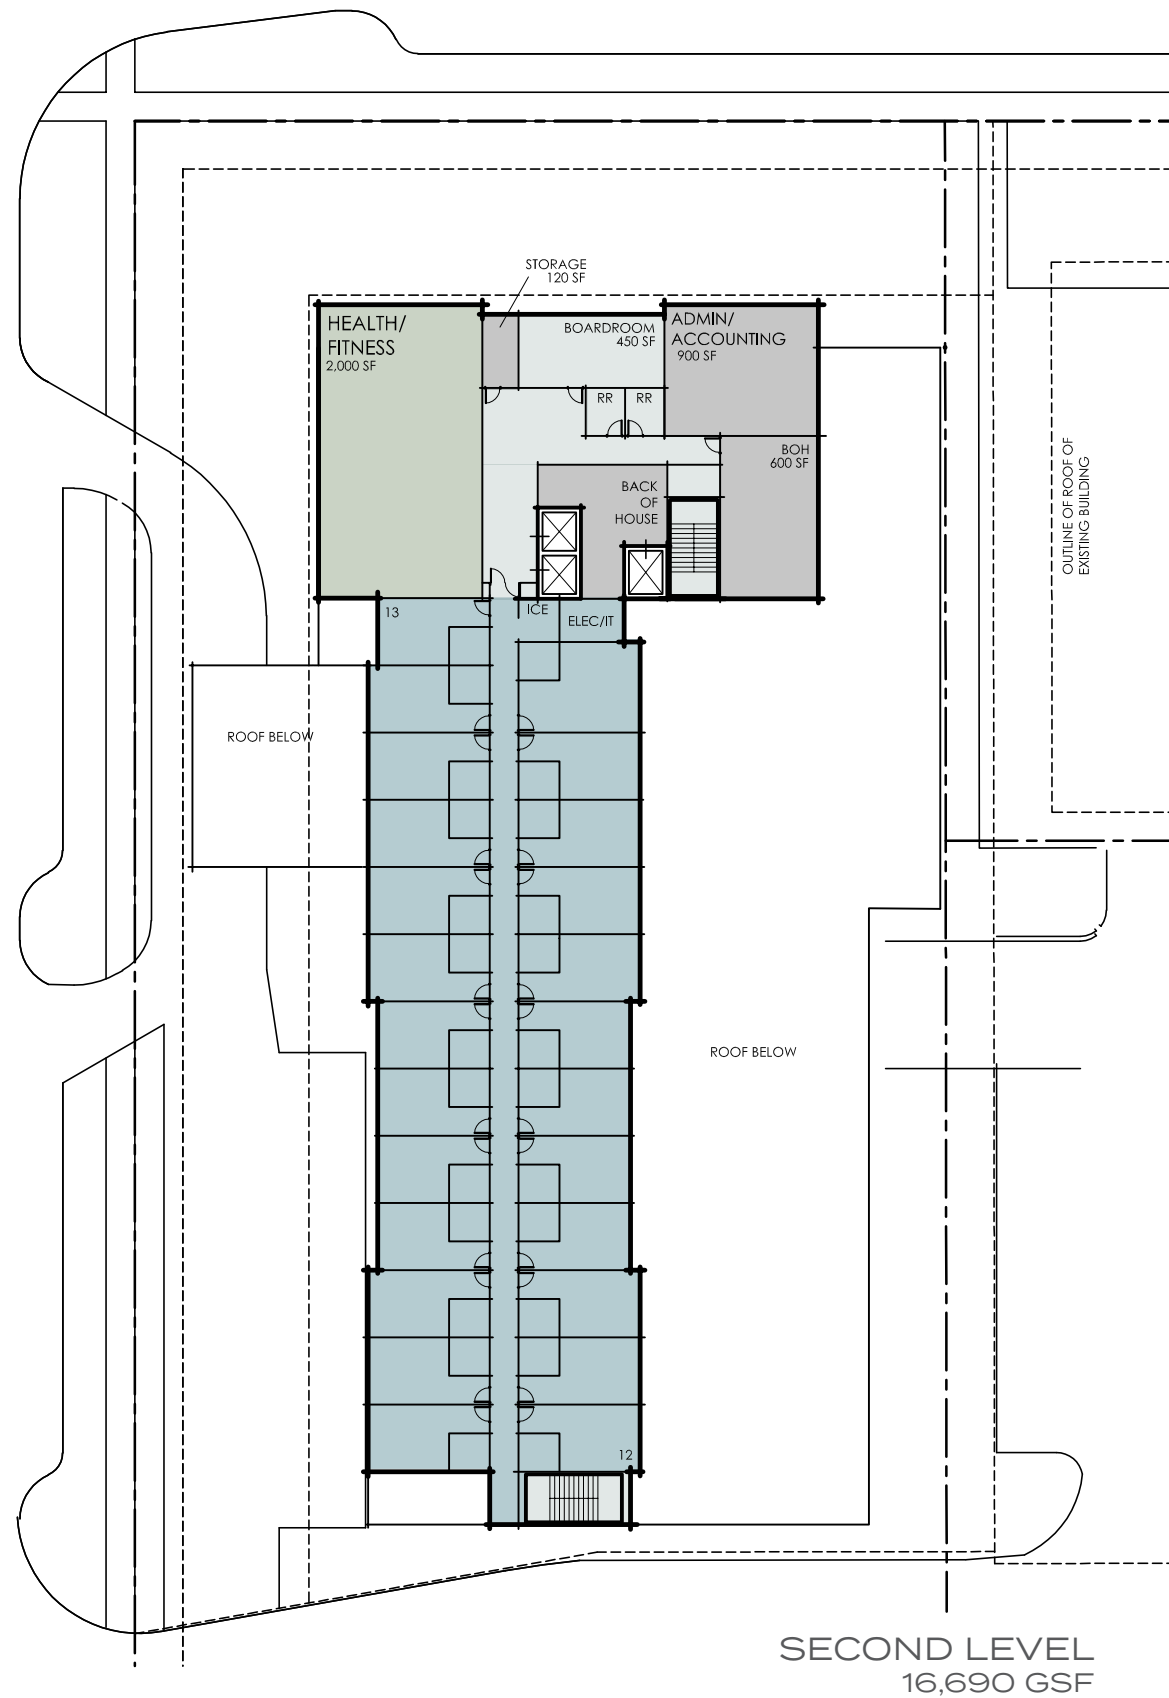 STORAGE
120 SF
HEALTH/
FITNESS
2,000 SF
BOARDROOM
450 SF
ADMIN/
ACCOUNTING
900 SF
RR
RR
BOH
600 SF
BACK
OF
HOUSE
OUTLINE OF ROOF OF
EXISTING BUILDING
13
ICE
ELEC/IT
ROOF BELOW
ROOF BELOW
12
SECOND LEVEL
16,690 GSF